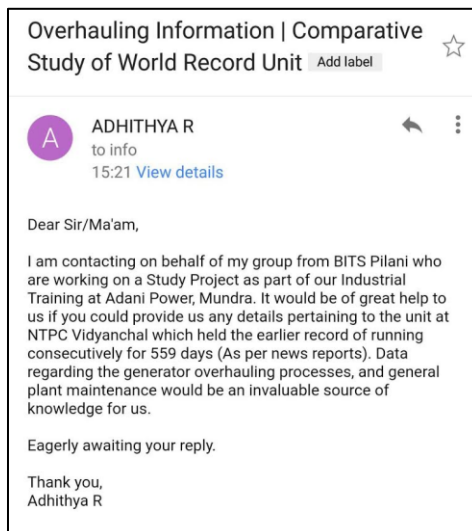 Overhauling Information | Comparative
Study of World Record Unit Add label
A
ADHITHYA R
to info
15:21 View details
Dear Sir/Ma'am,
I am contacting on behalf of my group from BITS Pilani who
are working on a Study Project as part of our Industrial
Training at Adani Power, Mundra. It would be of great help to
us if you could provide us any details pertaining to the unit at
NTPC Vidyanchal which held the earlier record of running
consecutively for 559 days (As per news reports). Data
regarding the generator overhauling processes, and general
plant maintenance would be an invaluable source of
knowledge for us.
Eagerly awaiting your reply.
Thank you,
Adhithya R